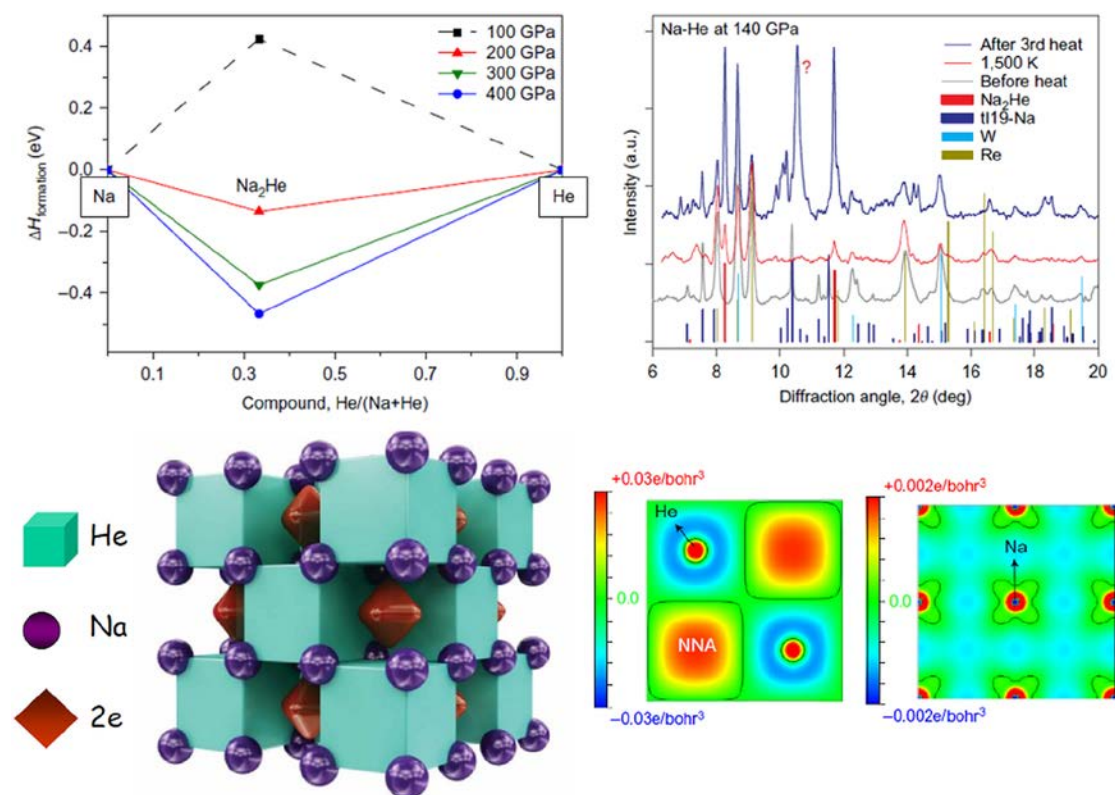 0.4
0.2
0.0
−0.2
−0.4
ΔH_formation (eV)
100 GPa
200 GPa
300 GPa
400 GPa
Na
Na₂He
He
0.1 0.3 0.5 0.7 0.9
Compound, He/(Na+He)
Na-He at 140 GPa
After 3rd heat
1,500 K
Before heat
Na₂He
tI19-Na
W
Re
?
Intensity (a.u.)
6 8 10 12 14 16 18 20
Diffraction angle, 2θ (deg)
He
Na
2e
+0.03e/bohr³
0.0
−0.03e/bohr³
He
NNA
+0.002e/bohr³
0.0
−0.002e/bohr³
Na